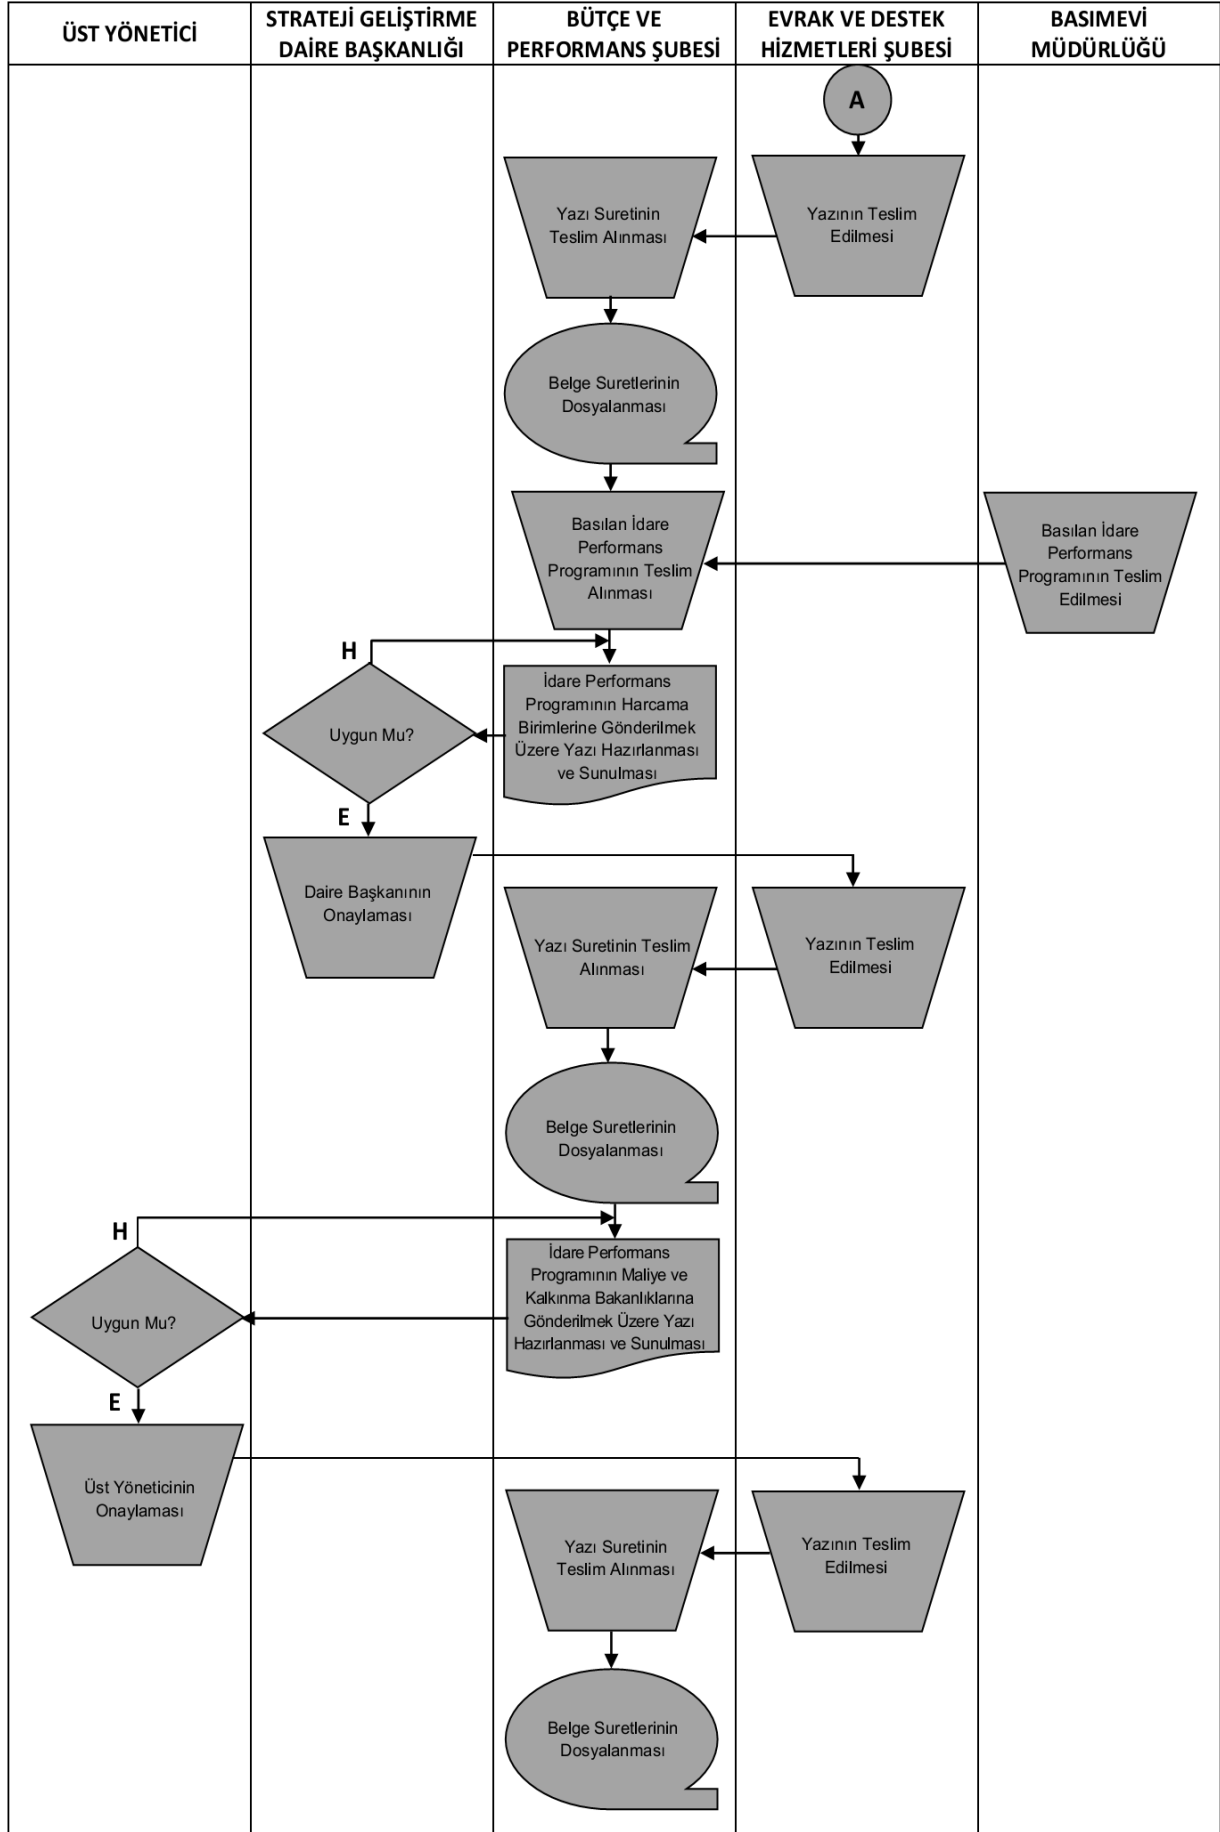 ÜST YÖNETİCİ
STRATEJİ GELİŞTİRME
DAİRE BAŞKANLIĞI
BÜTÇE VE
PERFORMANS ŞUBESİ
EVRAK VE DESTEK
HİZMETLERİ ŞUBESİ
BASIMEVİ
MÜDÜRLÜĞÜ
A
Yazı Suretinin
Teslim Alınması
Yazının Teslim
Edilmesi
Belge Suretlerinin
Dosyalanması
Basılan İdare
Performans
Programının Teslim
Alınması
Basılan İdare
Performans
Programının Teslim
Edilmesi
H
Uygun Mu?
İdare Performans
Programının Harcama
Birimlerine Gönderilmek
Üzere Yazı Hazırlanması
ve Sunulması
E
Daire Başkanının
Onaylaması
Yazı Suretinin Teslim
Alınması
Yazının Teslim
Edilmesi
Belge Suretlerinin
Dosyalanması
H
Uygun Mu?
İdare Performans
Programının Maliye ve
Kalkınma Bakanlıklarına
Gönderilmek Üzere Yazı
Hazırlanması ve Sunulması
E
Üst Yöneticinin
Onaylaması
Yazı Suretinin
Teslim Alınması
Yazının Teslim
Edilmesi
Belge Suretlerinin
Dosyalanması